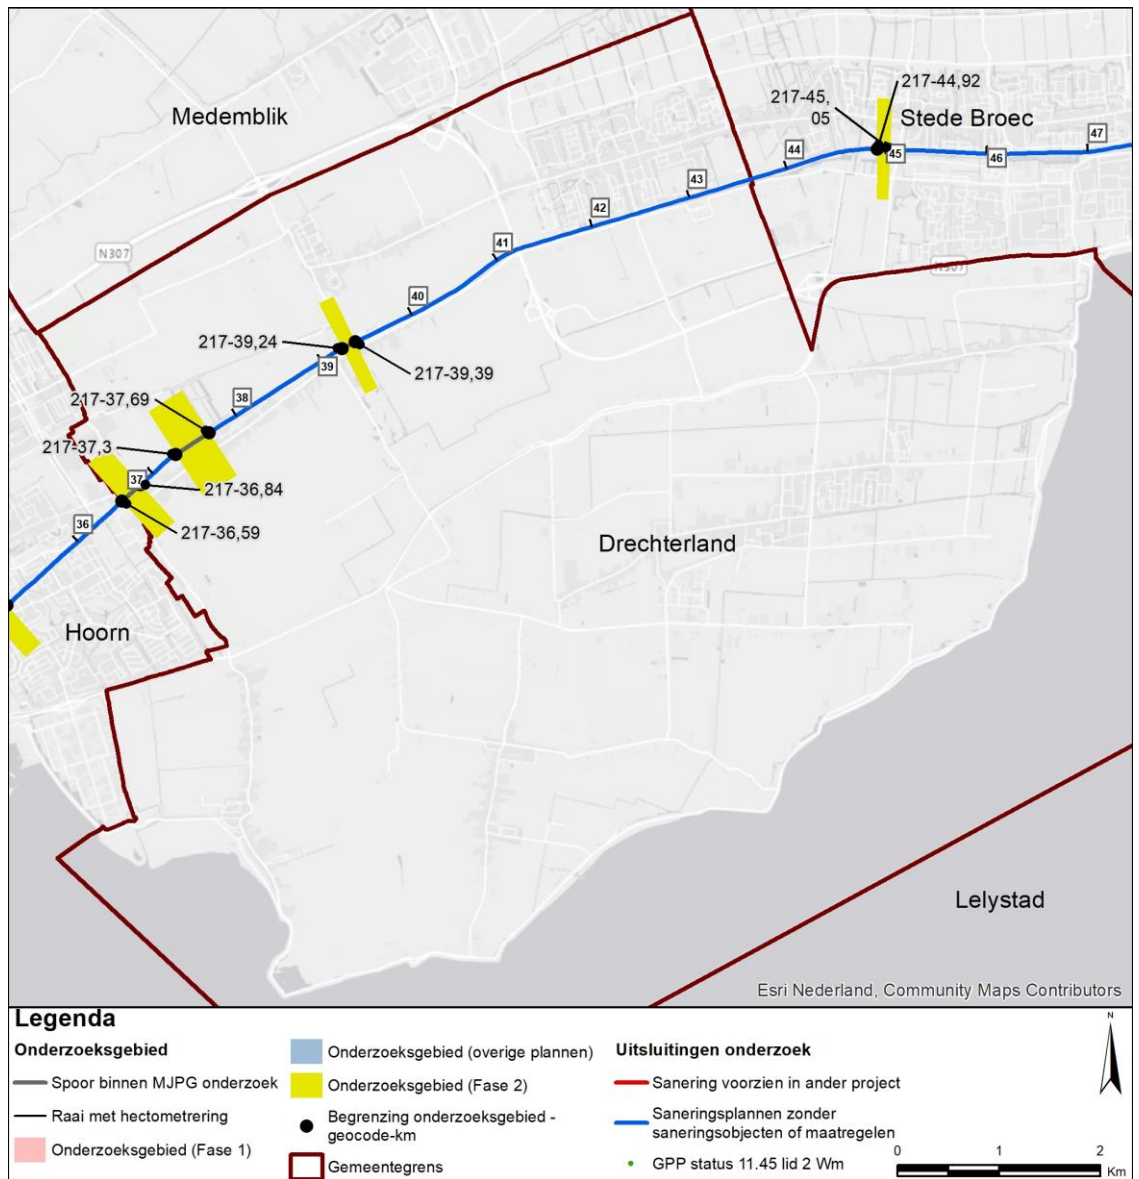 Medemblik
217-44,92
217-45,
05
Stede Broec
47
46
45
44
43
42
41
40
39
38
37
36
N307
N307
217-39,24
217-39,39
217-37,69
217-37,3
217-36,84
217-36,59
Drechterland
Hoorn
Lelystad
Esri Nederland, Community Maps Contributors
Legenda
Onderzoeksgebied
Spoor binnen MJPG onderzoek
Raai met hectometrering
Onderzoeksgebied (Fase 1)
Onderzoeksgebied (overige plannen)
Onderzoeksgebied (Fase 2)
Begrenzing onderzoeksgebied -
geocode-km
Gemeentegrens
Uitsluitingen onderzoek
Sanering voorzien in ander project
Saneringsplannen zonder
saneringsobjecten of maatregelen
GPP status 11.45 lid 2 Wm
N
0 1 2
Km